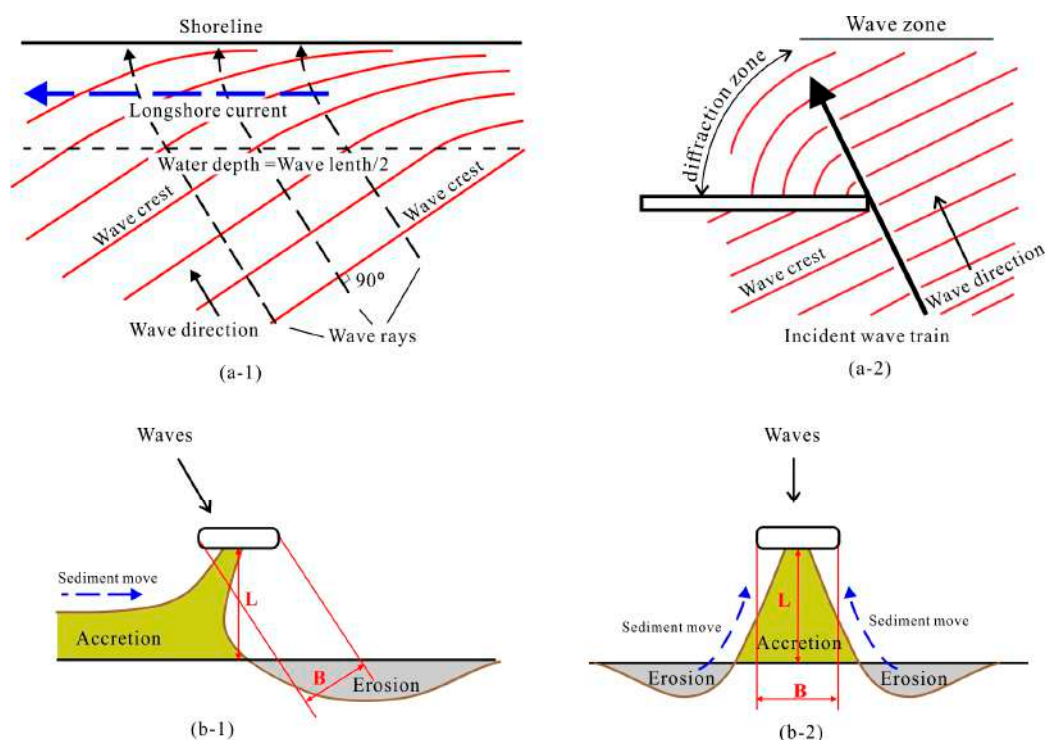 Shoreline
Longshore current
Water depth =Wave lenth/2
Wave crest
Wave crest
90°
Wave direction
Wave rays
(a-1)
Wave zone
diffraction zone
Wave crest
Wave direction
Incident wave train
(a-2)
Waves
Sediment move
L
Accretion
B
Erosion
(b-1)
Waves
L
Sediment move
Sediment move
Accretion
Erosion
B
Erosion
(b-2)